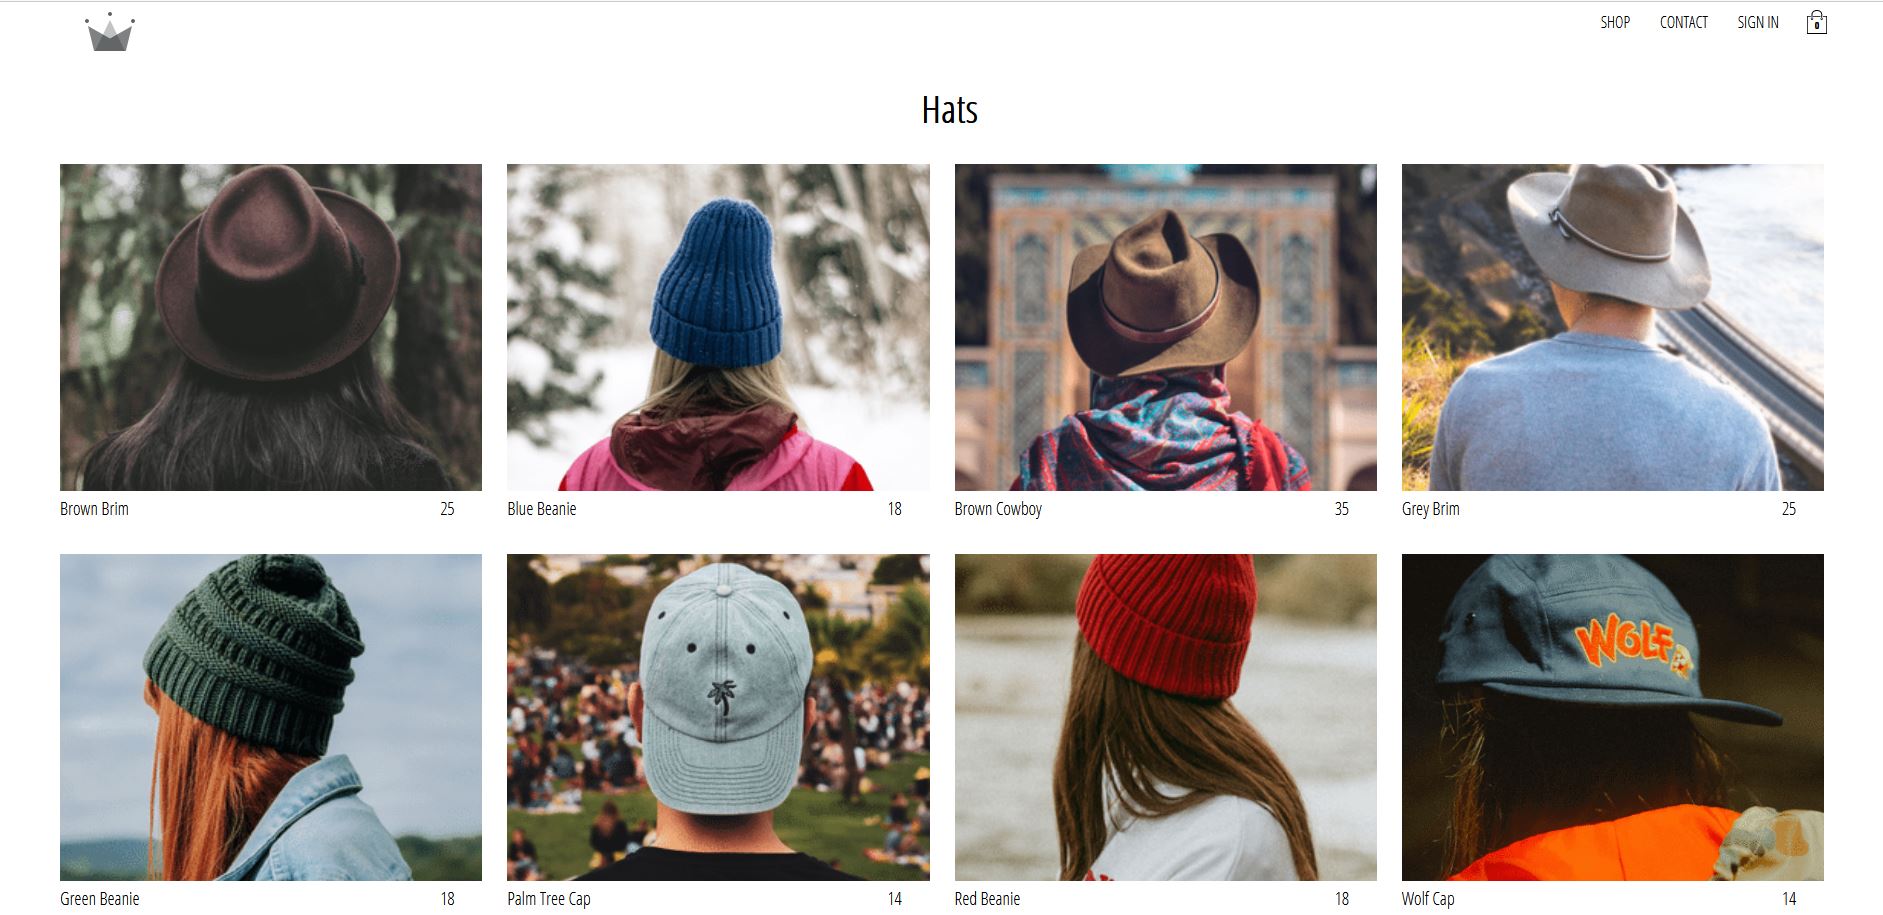 SHOP CONTACT SIGN IN 0
Hats
Brown Brim 25 Blue Beanie 18 Brown Cowboy 35 Grey Brim 25
WOLF
Green Beanie 18 Palm Tree Cap 14 Red Beanie 18 Wolf Cap 14